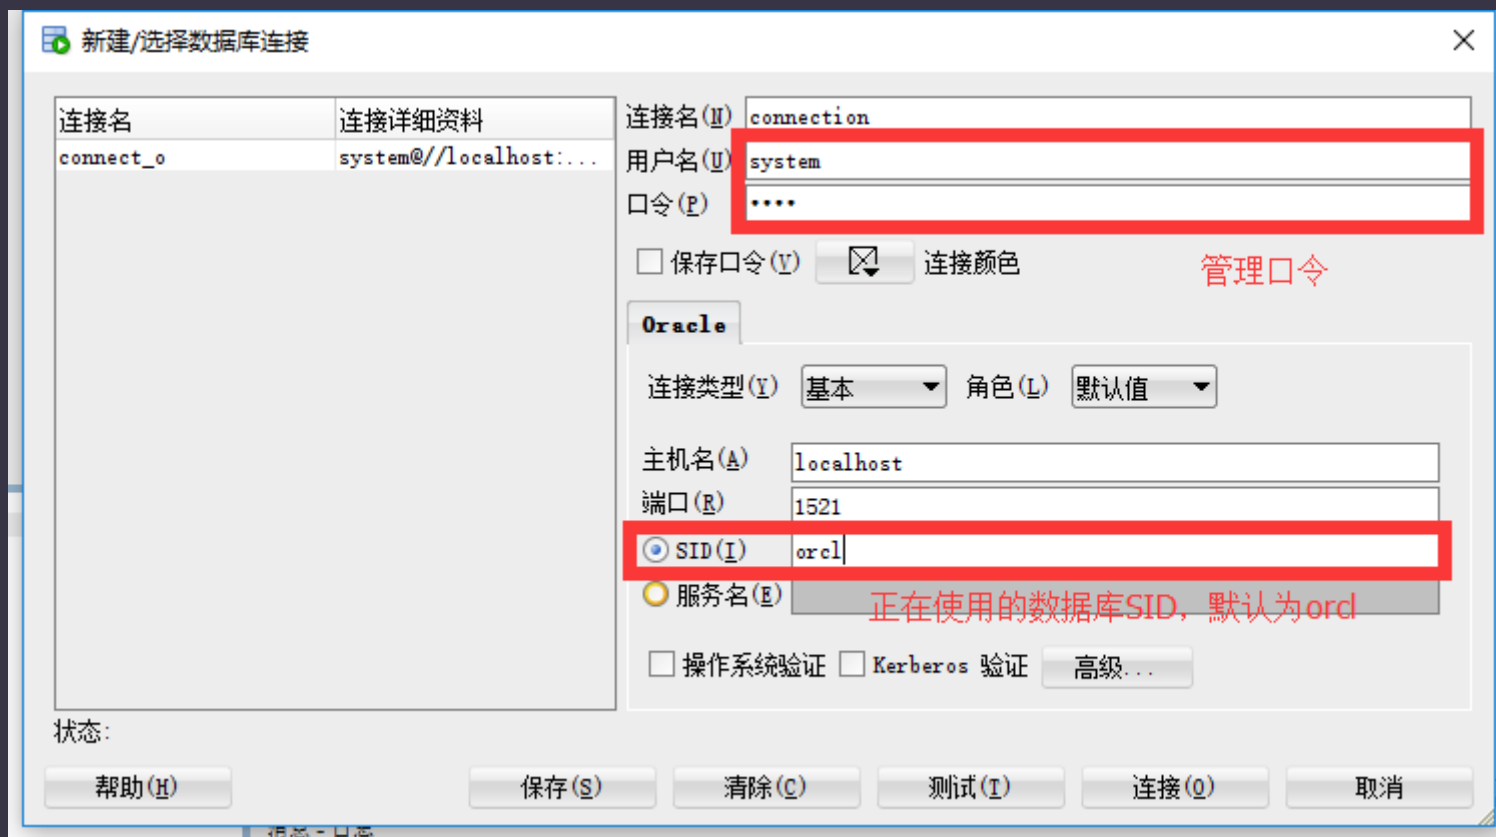 新建/选择数据库连接
连接名 连接详细资料
connect_o system@//localhost:...
连接名(N) connection
用户名(U) system
口令(P) ••••
保存口令(V) 连接颜色
管理口令
Oracle
连接类型(Y) 基本 角色(L) 默认值
主机名(A) localhost
端口(R) 1521
SID(I) orcl
服务名(E)
正在使用的数据库SID，默认为orcl
操作系统验证 Kerberos 验证 高级...
状态:
帮助(H) 保存(S) 清除(C) 测试(T) 连接(O) 取消
消息 - 日志